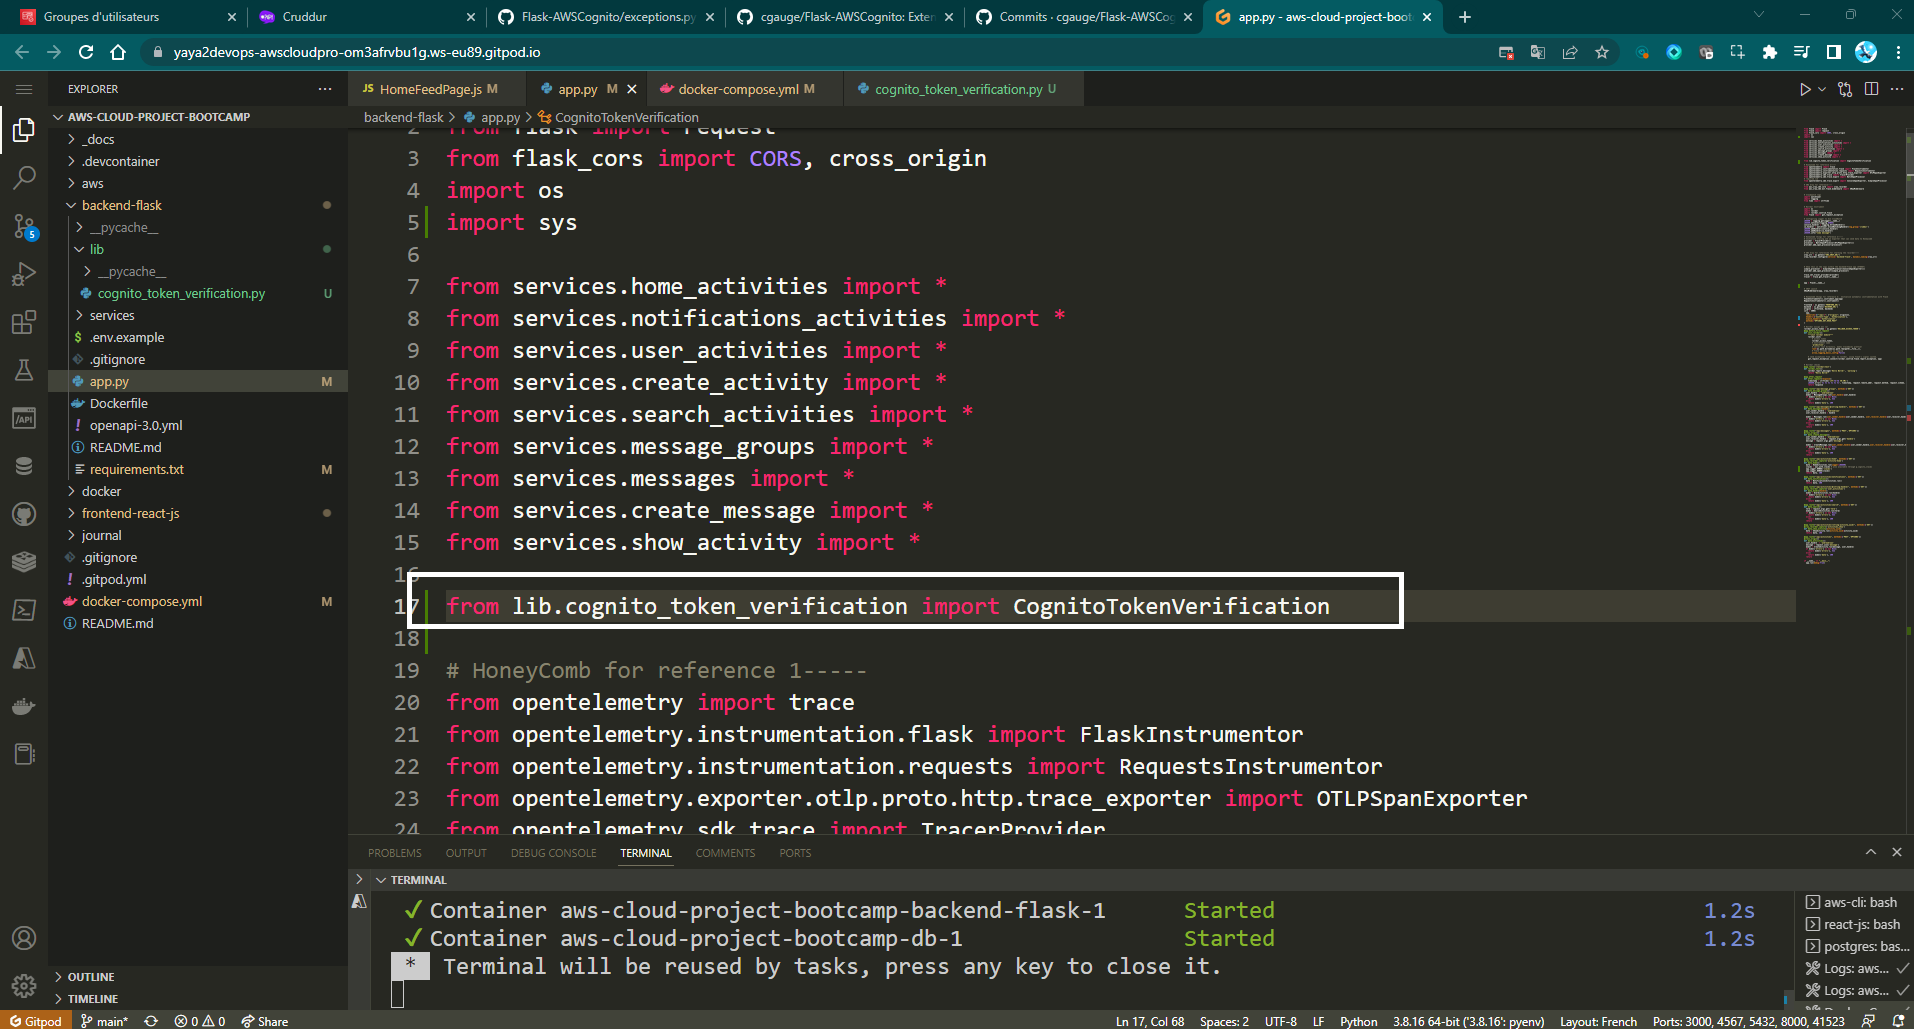 Groupes d'utilisateurs
Cruddur
Flask-AWSCognito/exceptions.py
cgauge/Flask-AWSCognito: Exten
Commits · cgauge/Flask-AWSCog
app.py - aws-cloud-project-boot
yaya2devops-awscloudpro-om3afrvbu1g.ws-eu89.gitpod.io
EXPLORER
JS HomeFeedPage.js M
app.py M
docker-compose.yml M
cognito_token_verification.py U
AWS-CLOUD-PROJECT-BOOTCAMP
backend-flask > app.py > CognitoTokenVerification
_docs
.devcontainer
aws
backend-flask
__pycache__
lib
__pycache__
cognito_token_verification.py U
services
$ .env.example
.gitignore
app.py M
Dockerfile
! openapi-3.0.yml
README.md
requirements.txt M
docker
frontend-react-js
journal
.gitignore
! .gitpod.yml
docker-compose.yml M
README.md
OUTLINE
TIMELINE
5
API
2 from flask import request
3 from flask_cors import CORS, cross_origin
4 import os
5 import sys
6
7 from services.home_activities import *
8 from services.notifications_activities import *
9 from services.user_activities import *
10 from services.create_activity import *
11 from services.search_activities import *
12 from services.message_groups import *
13 from services.messages import *
14 from services.create_message import *
15 from services.show_activity import *
16
17 from lib.cognito_token_verification import CognitoTokenVerification
18
19 # HoneyComb for reference 1-----
20 from opentelemetry import trace
21 from opentelemetry.instrumentation.flask import FlaskInstrumentor
22 from opentelemetry.instrumentation.requests import RequestsInstrumentor
23 from opentelemetry.exporter.otlp.proto.http.trace_exporter import OTLPSpanExporter
24 from opentelemetry.sdk.trace import TracerProvider
PROBLEMS OUTPUT DEBUG CONSOLE TERMINAL COMMENTS PORTS
TERMINAL
✓ Container aws-cloud-project-bootcamp-backend-flask-1 Started 1.2s
✓ Container aws-cloud-project-bootcamp-db-1 Started 1.2s
* Terminal will be reused by tasks, press any key to close it.
aws-cli: bash
react-js: bash
postgres: bas...
Logs: aws...
Logs: aws...
Gitpod main* 0 0 Share Ln 17, Col 68 Spaces: 2 UTF-8 LF Python 3.8.16 64-bit ('3.8.16': pyenv) Layout: French Ports: 3000, 4567, 5432, 8000, 41523